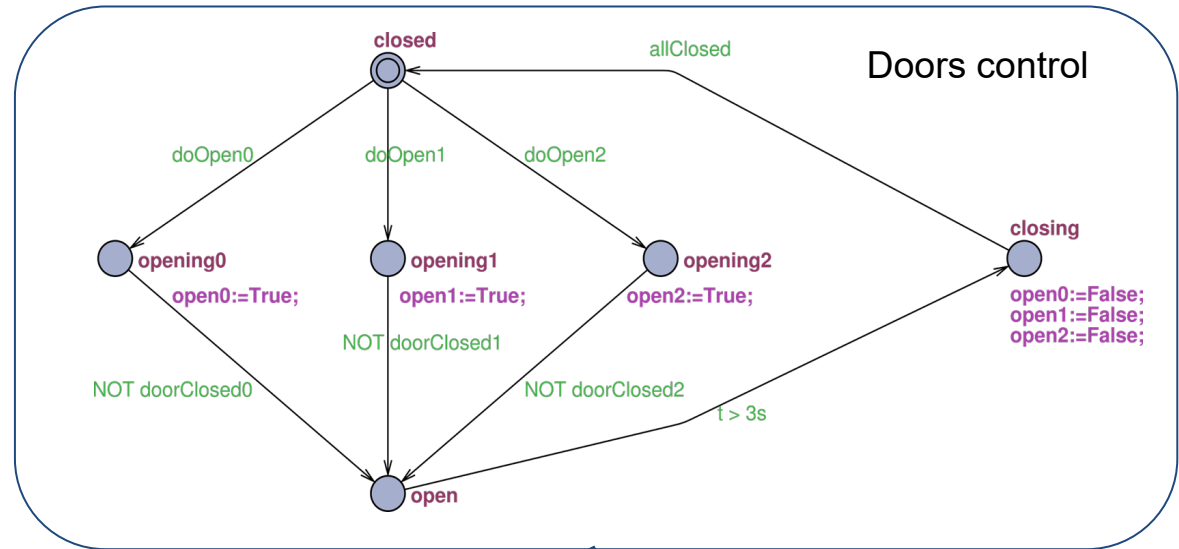 closed
allClosed
Doors control
doOpen0
doOpen1
doOpen2
closing
opening0
opening1
opening2
open0:=True;
open1:=True;
open2:=True;
open0:=False;
open1:=False;
open2:=False;
NOT doorClosed1
NOT doorClosed0
NOT doorClosed2
t > 3s
open